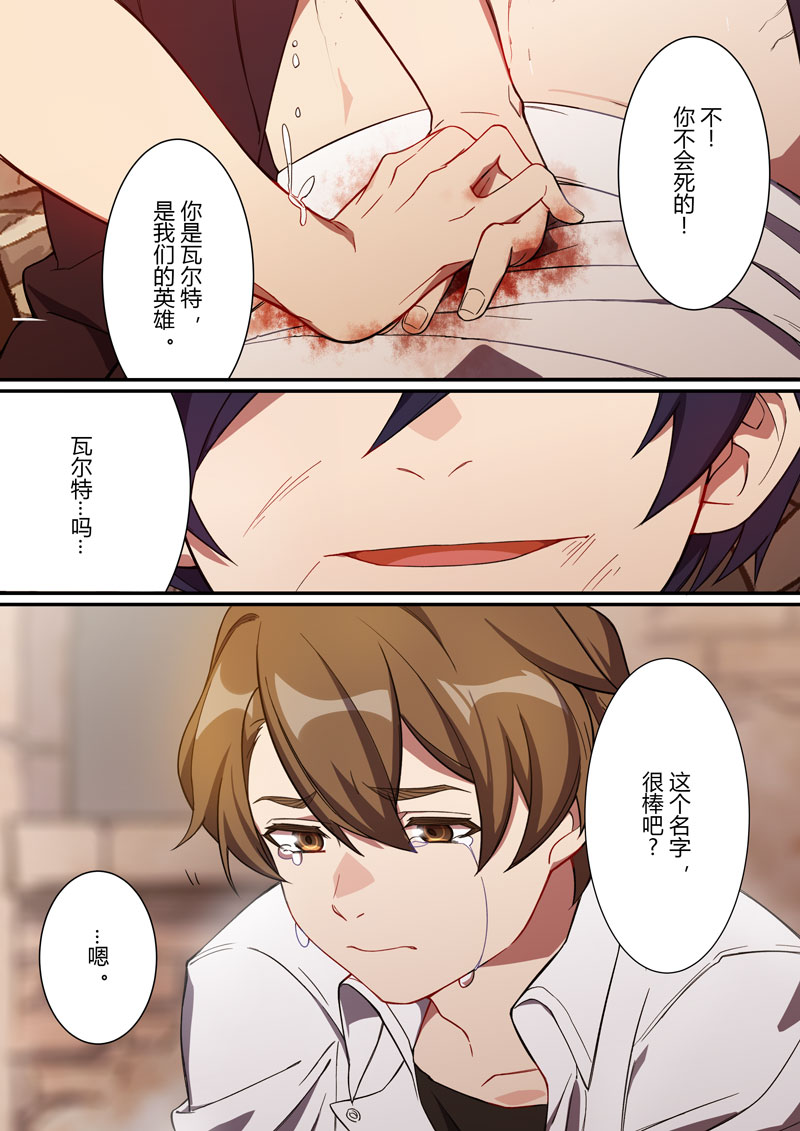 不！
你不会死的！
你是瓦尔特，
是我们的英雄。
瓦尔特…吗…
这个名字，
很棒吧？
…嗯。